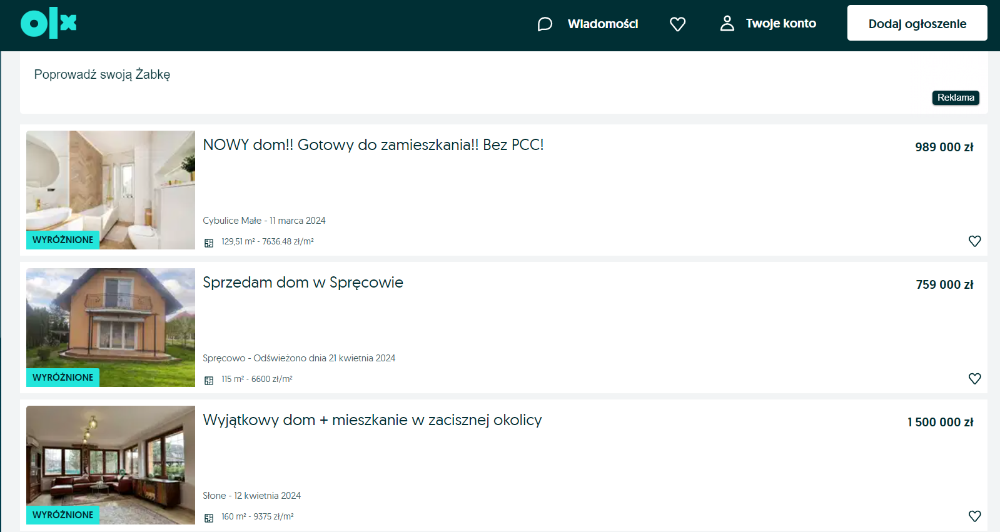 olx
Wiadomości
Twoje konto
Dodaj ogłoszenie
Poprowadź swoją Żabkę
Reklama
NOWY dom!! Gotowy do zamieszkania!! Bez PCC!
989 000 zł
Cybulice Małe - 11 marca 2024
129,51 m² - 7636.48 zł/m²
WYRÓŻNIONE
Sprzedam dom w Spręcowie
759 000 zł
Spręcowo - Odświeżono dnia 21 kwietnia 2024
115 m² - 6600 zł/m²
WYRÓŻNIONE
Wyjątkowy dom + mieszkanie w zacisznej okolicy
1 500 000 zł
Słone - 12 kwietnia 2024
160 m² - 9375 zł/m²
WYRÓŻNIONE